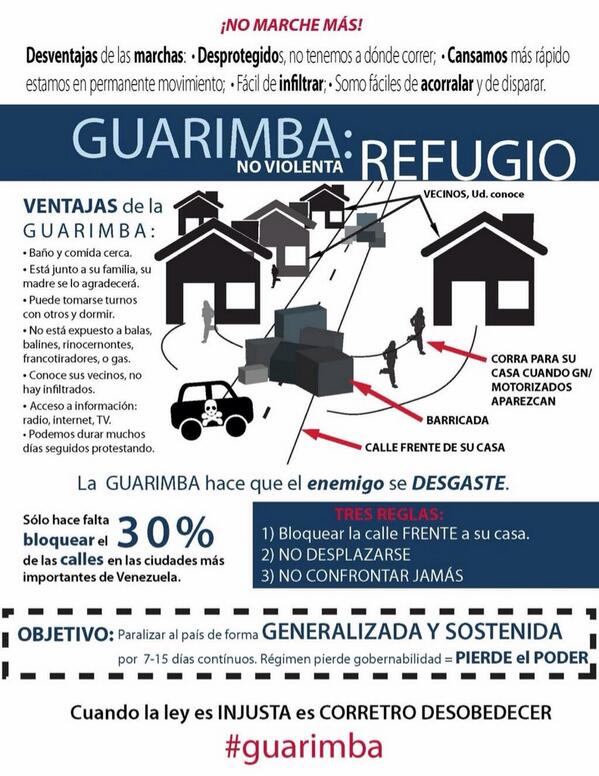 ¡NO MARCHE MÁS!
Desventajas de las marchas: • Desprotegidos, no tenemos a dónde correr; • Cansamos más rápido
estamos en permanente movimiento; • Fácil de infiltrar; • Somo fáciles de acorralar y de disparar.
GUARIMBA:
NO VIOLENTA
REFUGIO
VENTAJAS de la
GUARIMBA:
• Baño y comida cerca.
• Está junto a su familia, su
madre se lo agradecerá.
• Puede tomarse turnos
con otros y dormir.
• No está expuesto a balas,
balines, rinocernontes,
francotiradores, o gas.
• Conoce sus vecinos, no
hay infiltrados.
• Acceso a información:
radio, internet, TV.
• Podemos durar muchos
días seguidos protestando.
VECINOS, Ud. conoce
CORRA PARA SU
CASA CUANDO GN/
MOTORIZADOS
APAREZCAN
BARRICADA
CALLE FRENTE DE SU CASA
La GUARIMBA hace que el enemigo se DESGASTE.
Sólo hace falta
bloquear el 30%
de las calles en las ciudades más
importantes de Venezuela.
TRES REGLAS:
1) Bloquear la calle FRENTE a su casa.
2) NO DESPLAZARSE
3) NO CONFRONTAR JAMÁS
OBJETIVO: Paralizar al país de forma GENERALIZADA Y SOSTENIDA
por 7-15 días contínuos. Régimen pierde gobernabilidad = PIERDE el PODER
Cuando la ley es INJUSTA es CORRETRO DESOBEDECER
#guarimba